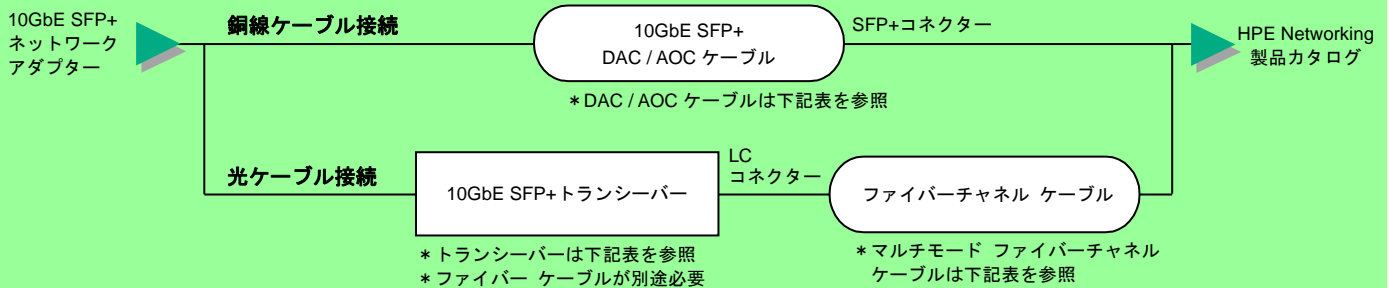 10GbE SFP+
ネットワーク
アダプター
銅線ケーブル接続
10GbE SFP+
DAC / AOC ケーブル
SFP+コネクター
HPE Networking
製品カタログ
＊DAC / AOC ケーブルは下記表を参照
光ケーブル接続
10GbE SFP+トランシーバー
LC
コネクター
ファイバーチャネル ケーブル
＊トランシーバーは下記表を参照
＊ファイバー ケーブルが別途必要
＊マルチモード ファイバーチャネル
ケーブルは下記表を参照